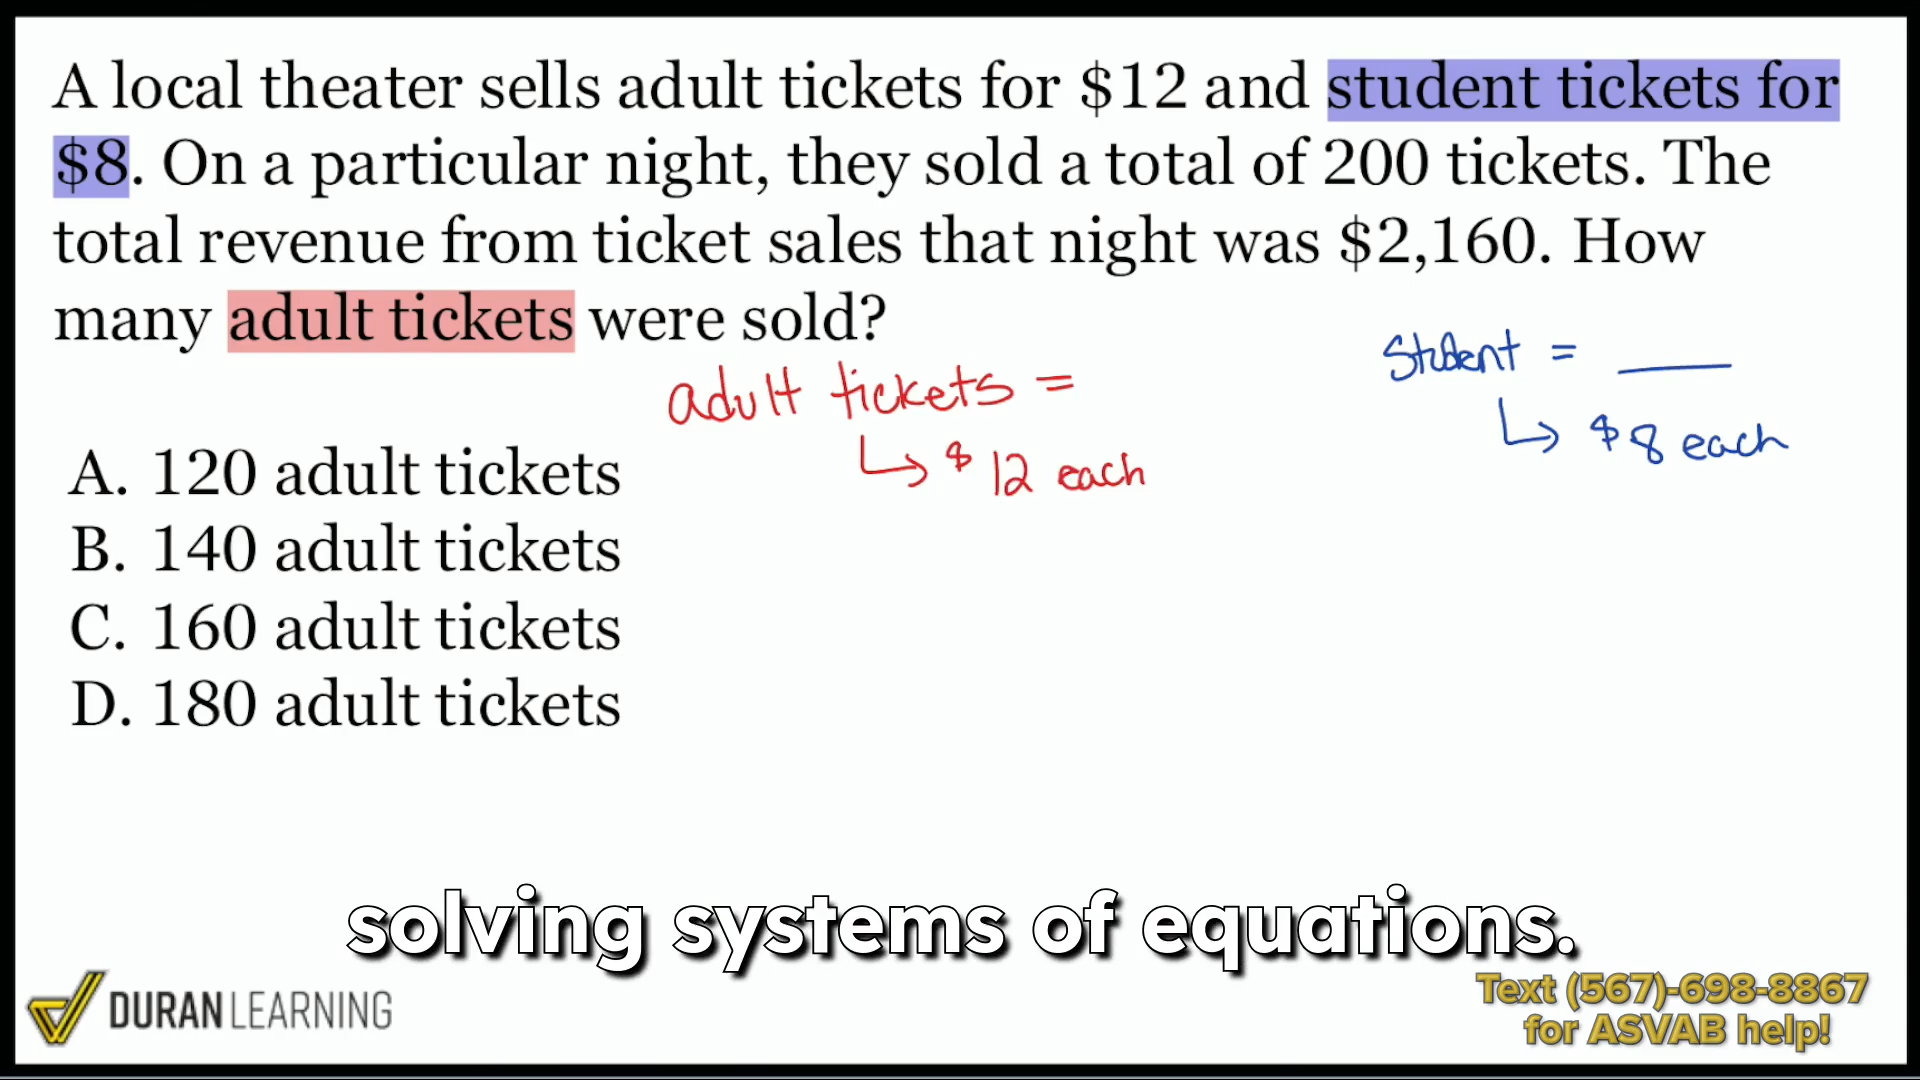 A local theater sells adult tickets for $12 and student tickets for
$8. On a particular night, they sold a total of 200 tickets. The
total revenue from ticket sales that night was $2,160. How
many adult tickets were sold?
adult tickets =
$ 12 each
student = ____
$8 each
A. 120 adult tickets
B. 140 adult tickets
C. 160 adult tickets
D. 180 adult tickets
solving systems of equations.
DURAN LEARNING
Text (567)-698-8867
for ASVAB help!